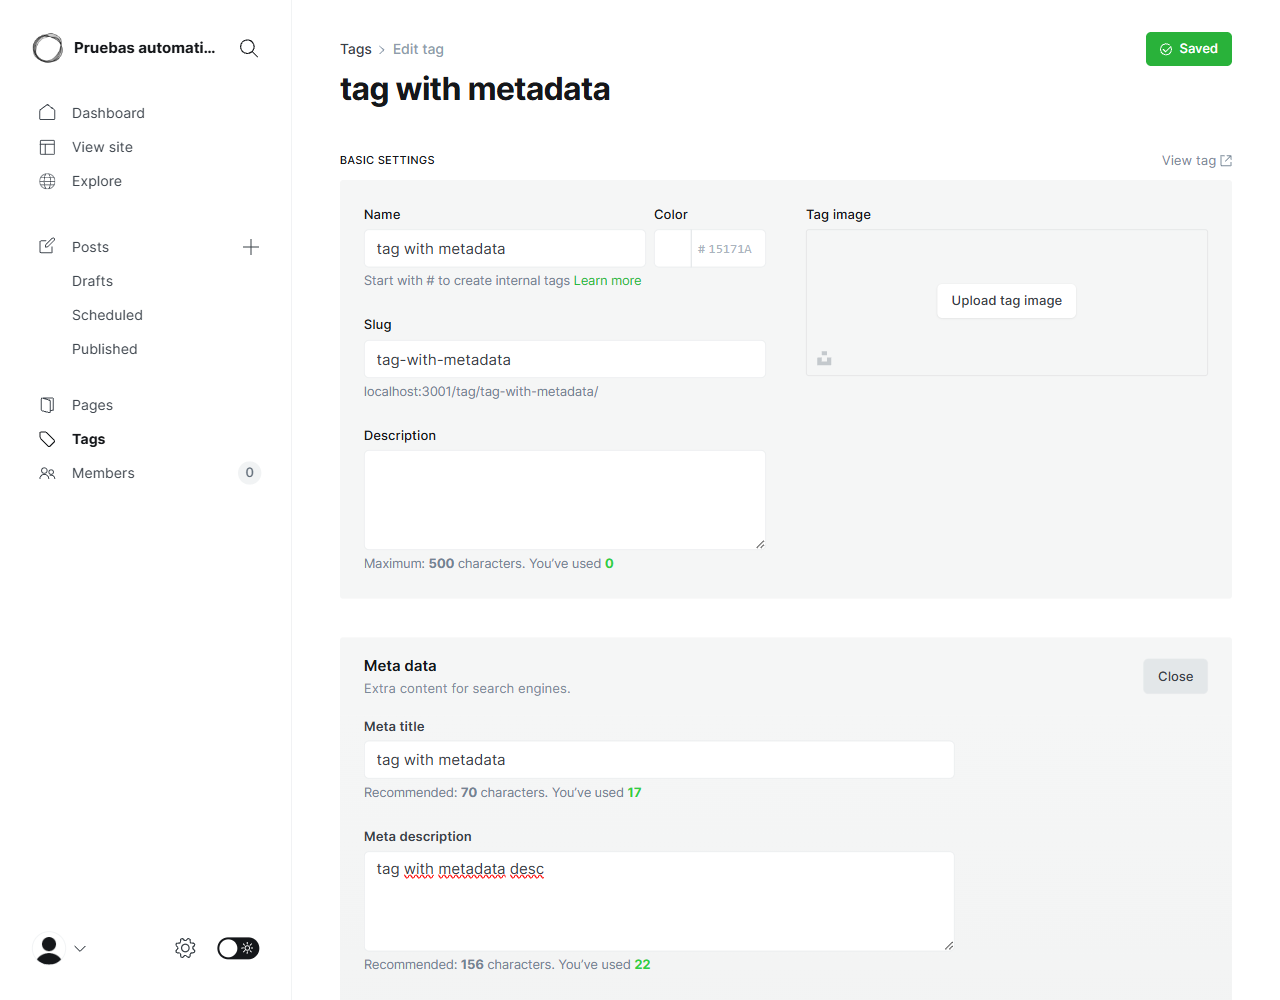 Pruebas automati...
Dashboard
View site
Explore
Posts
Drafts
Scheduled
Published
Pages
Tags
Members
0
Tags > Edit tag
Saved
tag with metadata
BASIC SETTINGS
View tag
Name
tag with metadata
Color
# 15171A
Start with # to create internal tags Learn more
Slug
tag-with-metadata
localhost:3001/tag/tag-with-metadata/
Description
Maximum: 500 characters. You’ve used 0
Tag image
Upload tag image
Meta data
Extra content for search engines.
Close
Meta title
tag with metadata
Recommended: 70 characters. You’ve used 17
Meta description
tag with metadata desc
Recommended: 156 characters. You’ve used 22